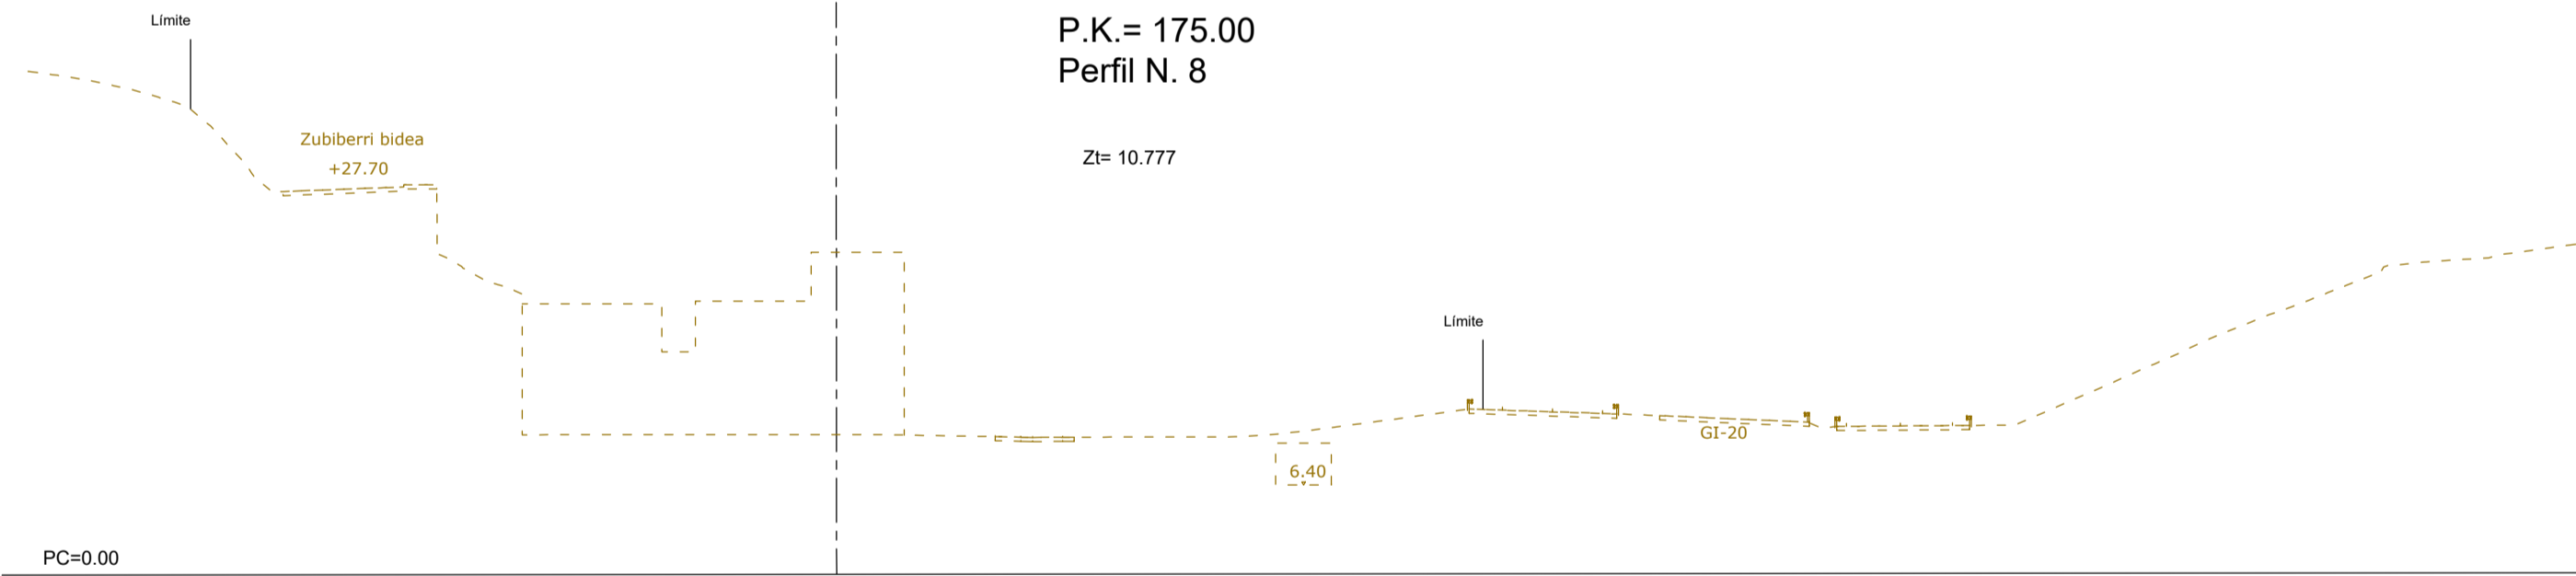 Límite
P.K.= 175.00
Perfil N. 8
Zubiberri bidea
+27.70
Zt= 10.777
Límite
GI-20
6.40
PC=0.00